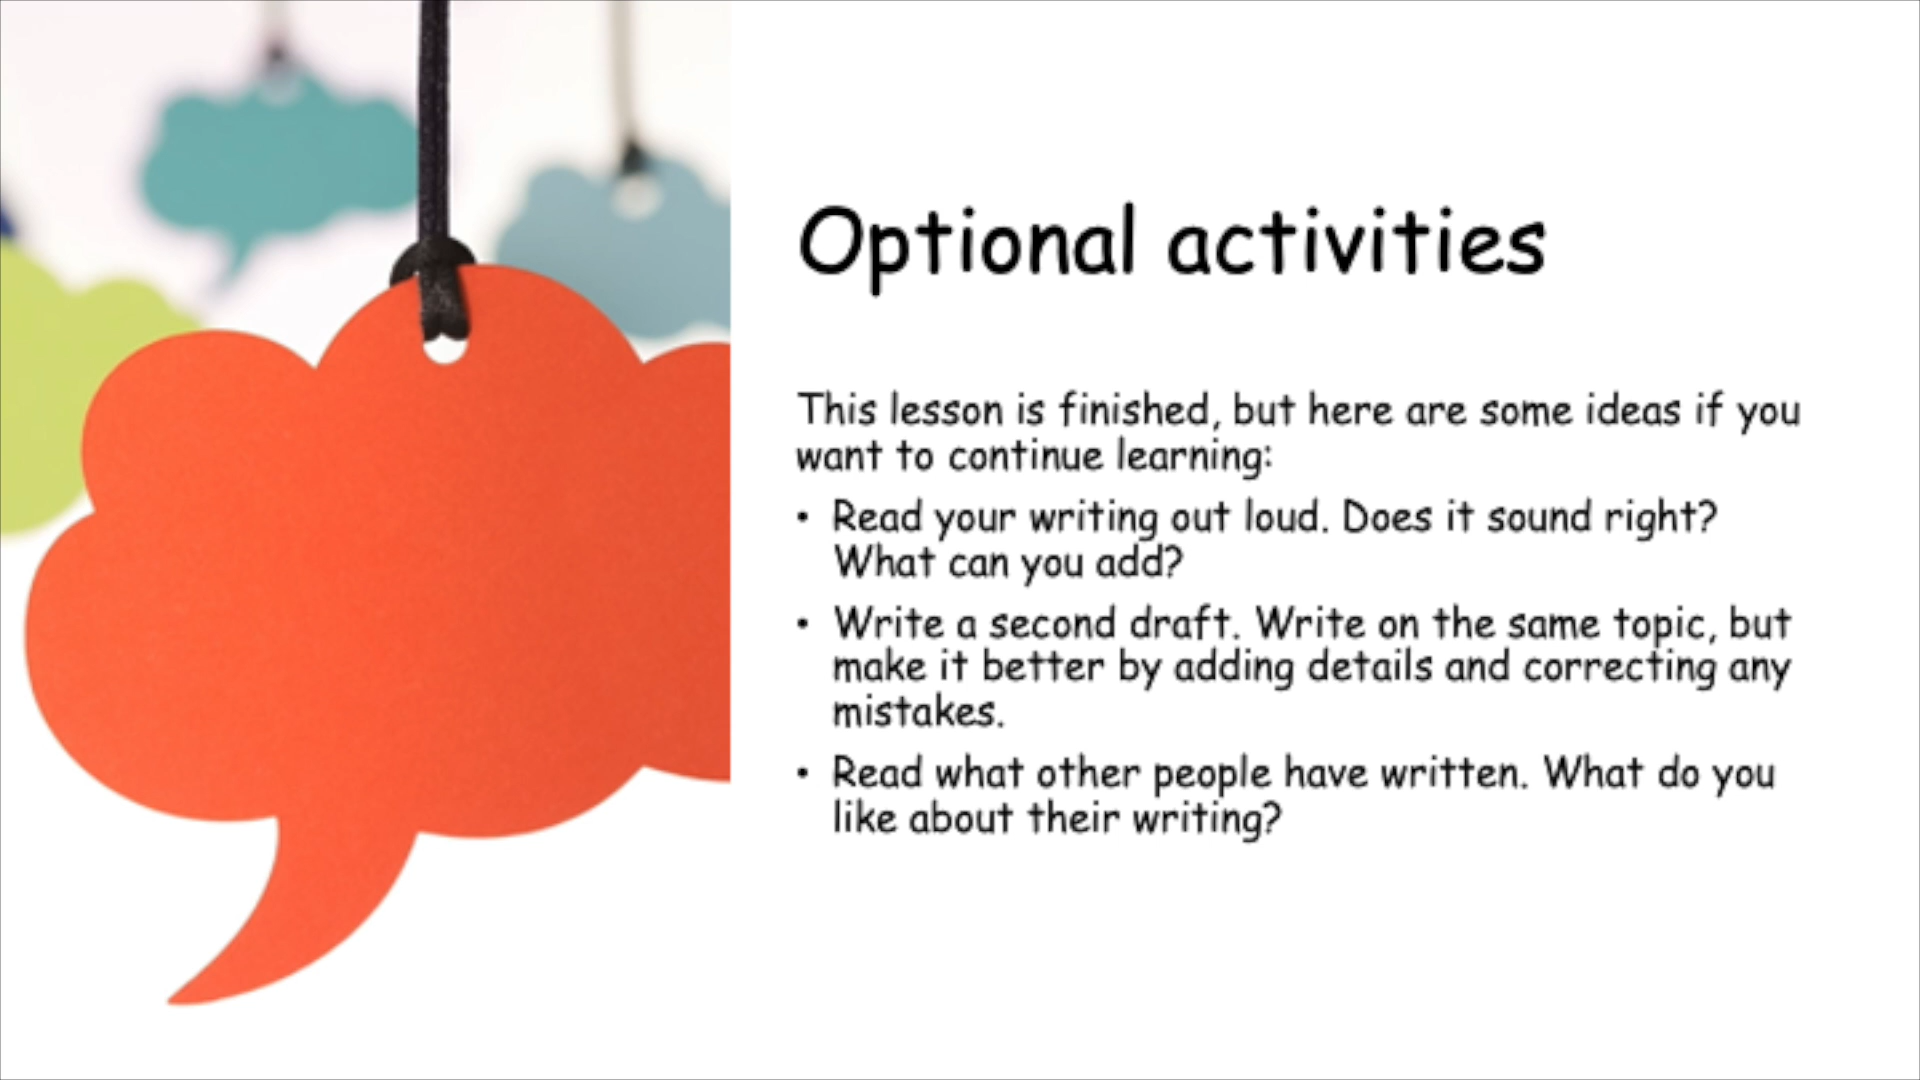 Optional activities
This lesson is finished, but here are some ideas if you
want to continue learning:
• Read your writing out loud. Does it sound right?
What can you add?
• Write a second draft. Write on the same topic, but
make it better by adding details and correcting any
mistakes.
• Read what other people have written. What do you
like about their writing?